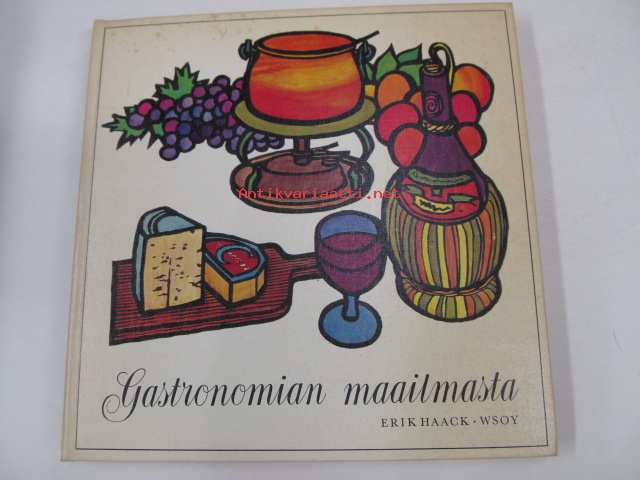 Antikvariaatti.net
Gastronomian maailmasta
ERIK HAACK · WSOY